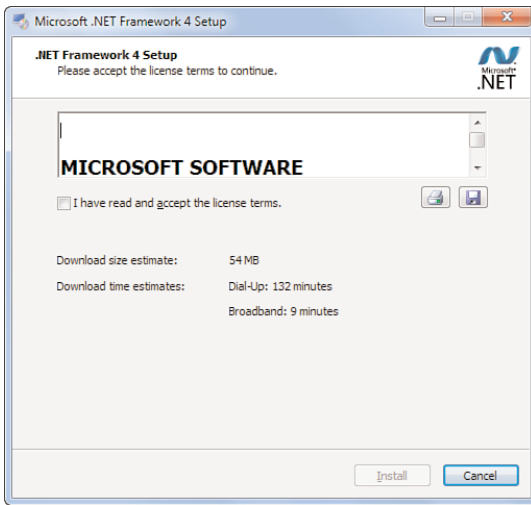 Microsoft .NET Framework 4 Setup
.NET Framework 4 Setup
Please accept the license terms to continue.
Microsoft®
.NET
MICROSOFT SOFTWARE
I have read and accept the license terms.
Download size estimate: 54 MB
Download time estimates: Dial-Up: 132 minutes
Broadband: 9 minutes
Install Cancel